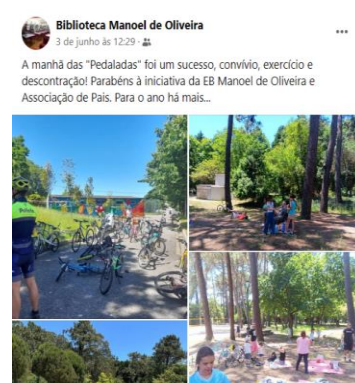 Biblioteca Manoel de Oliveira
3 de junho às 12:29 ·
A manhã das "Pedaladas" foi um sucesso, convívio, exercício e
descontração! Parabéns à iniciativa da EB Manoel de Oliveira e
Associação de Pais. Para o ano há mais...